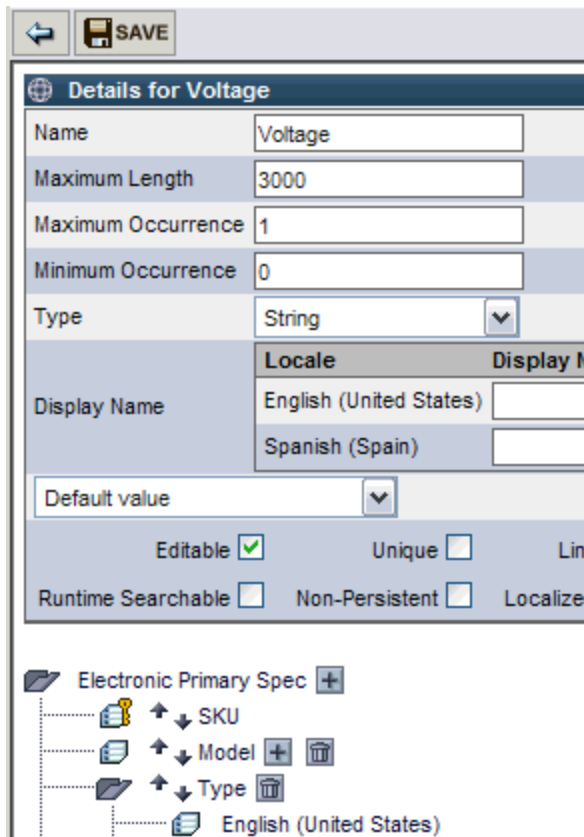 SAVE
Details for Voltage
Name Voltage
Maximum Length 3000
Maximum Occurrence 1
Minimum Occurrence 0
Type String
Locale Display
Display Name
English (United States)
Spanish (Spain)
Default value
Editable Unique
Runtime Searchable Non-Persistent Localize
Electronic Primary Spec
SKU
Model
Type
English (United States)